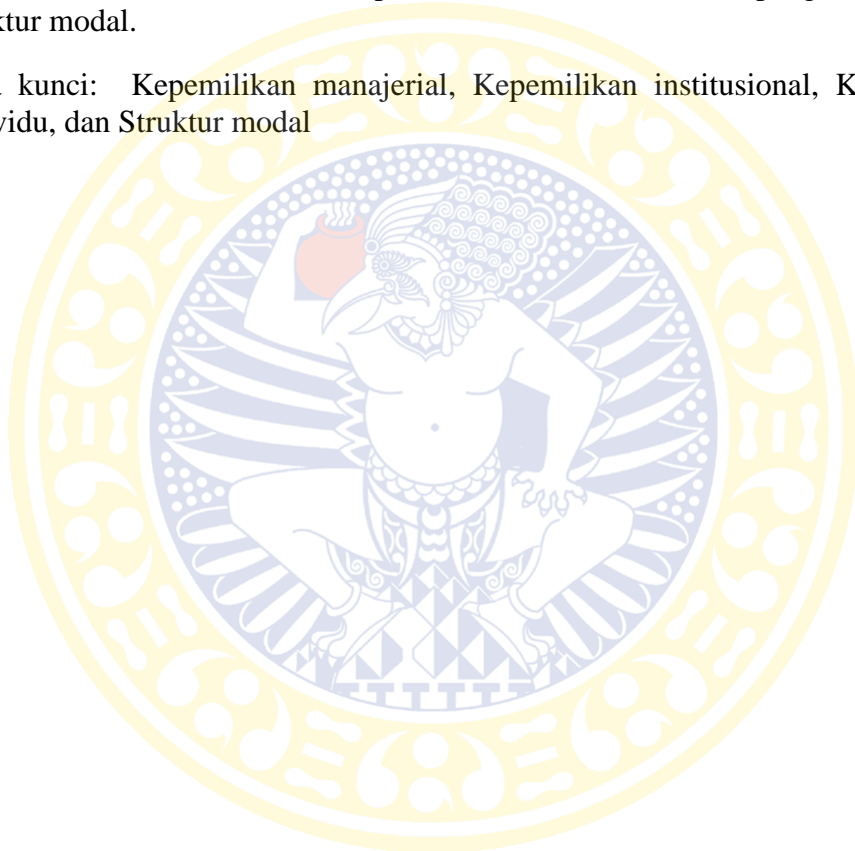 ktur modal.
kunci: Kepemilikan manajerial, Kepemilikan institusional, K
vidu, dan Struktur modal